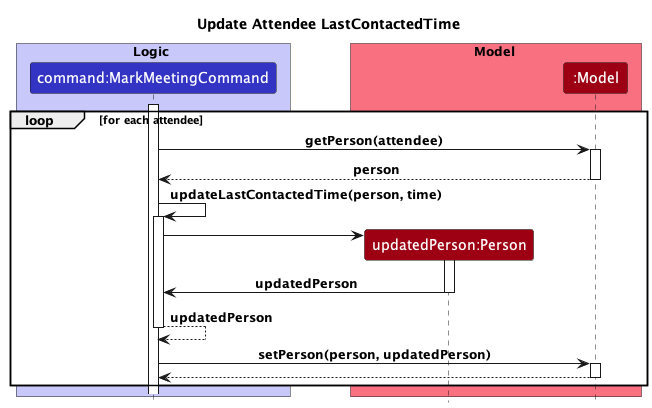 Update Attendee LastContactedTime
Logic
Model
command:MarkMeetingCommand
:Model
loop
[for each attendee]
getPerson(attendee)
person
updateLastContactedTime(person, time)
updatedPerson:Person
updatedPerson
updatedPerson
setPerson(person, updatedPerson)